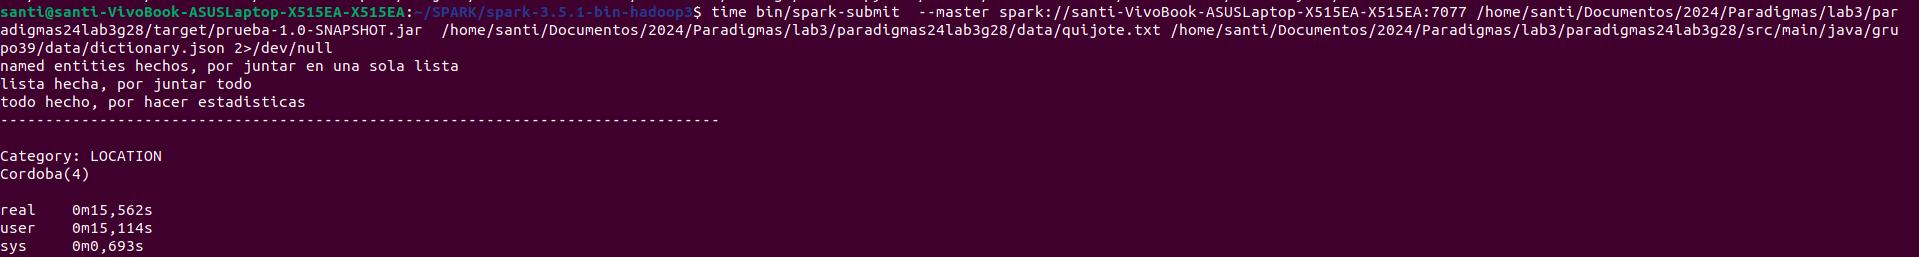 santi@santi-VivoBook-ASUSLaptop-X515EA-X515EA:~/SPARK/spark-3.5.1-bin-hadoop3$ time bin/spark-submit  --master spark://santi-VivoBook-ASUSLaptop-X515EA-X515EA:7077 /home/santi/Documentos/2024/Paradigmas/lab3/par
adigmas24lab3g28/target/prueba-1.0-SNAPSHOT.jar  /home/santi/Documentos/2024/Paradigmas/lab3/paradigmas24lab3g28/data/quijote.txt /home/santi/Documentos/2024/Paradigmas/lab3/paradigmas24lab3g28/src/main/java/gru
po39/data/dictionary.json 2>/dev/null
named entities hechos, por juntar en una sola lista
lista hecha, por juntar todo
todo hecho, por hacer estadisticas
--------------------------------------------------------------------------------
Category: LOCATION
Cordoba(4)
real    0m15,562s
user    0m15,114s
sys     0m0,693s